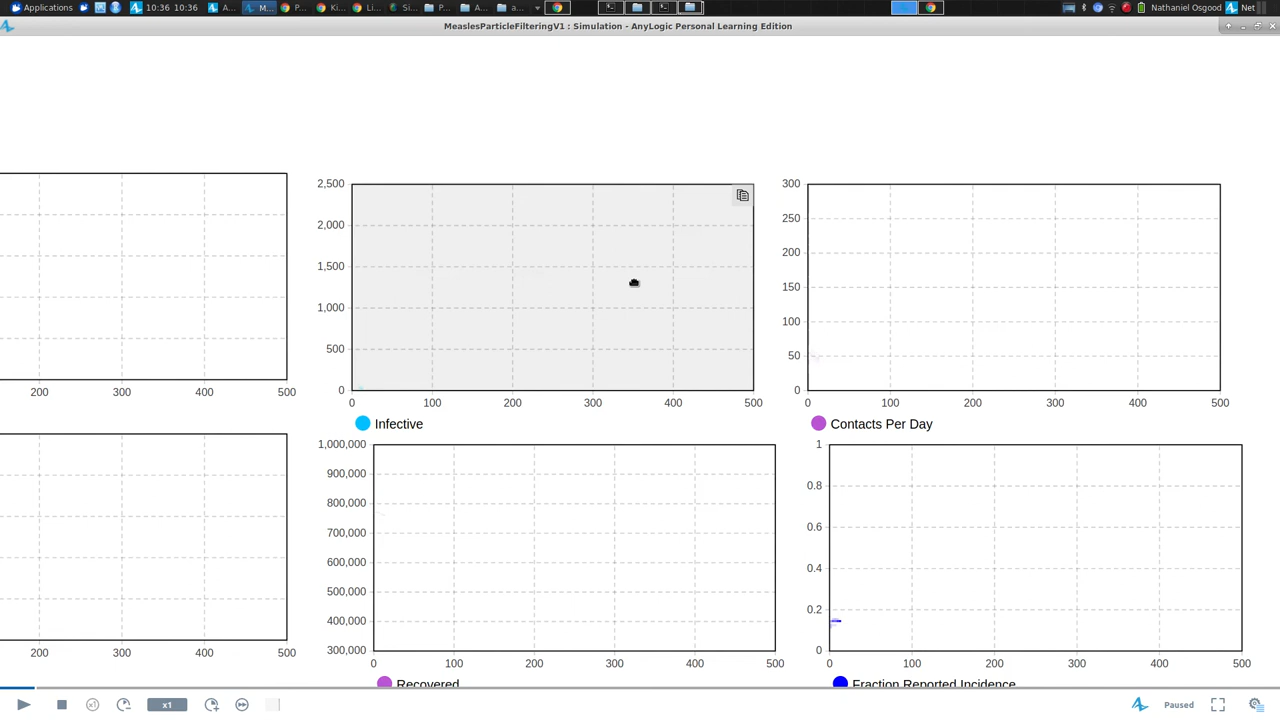 Applications
10:36 10:36
A...
M...
P...
Ki...
Li...
Si...
P...
A...
a...
Nathaniel Osgood
Net
MeaslesParticleFilteringV1 : Simulation - AnyLogic Personal Learning Edition
200 300 400 500
2,500
2,000
1,500
1,000
500
0
0 100 200 300 400 500
Infective
300
250
200
150
100
50
0
0 100 200 300 400 500
Contacts Per Day
200 300 400 500
1,000,000
900,000
800,000
700,000
600,000
500,000
400,000
300,000
0 100 200 300 400 500
Recovered
1
0.8
0.6
0.4
0.2
0
0 100 200 300 400 500
Fraction Reported Incidence
x1
x1
Paused